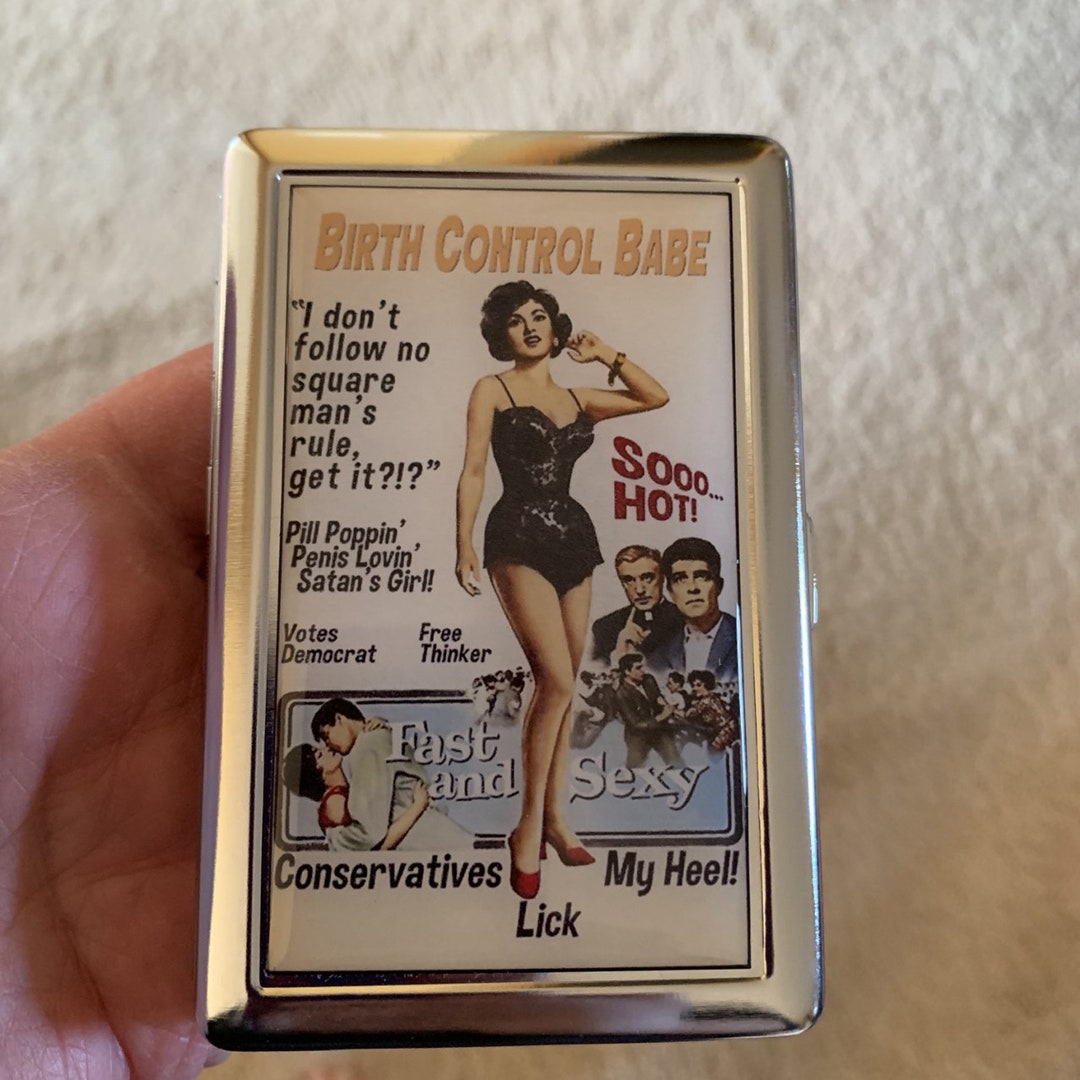 BIRTH CONTROL BABE
"I don't
follow no
square
man's
rule,
get it?!?"
SOOO...
HOT!
Pill Poppin'
Penis Lovin'
Satan's Girl!
Votes
Democrat
Free
Thinker
Fast
and Sexy
Conservatives My Heel!
Lick